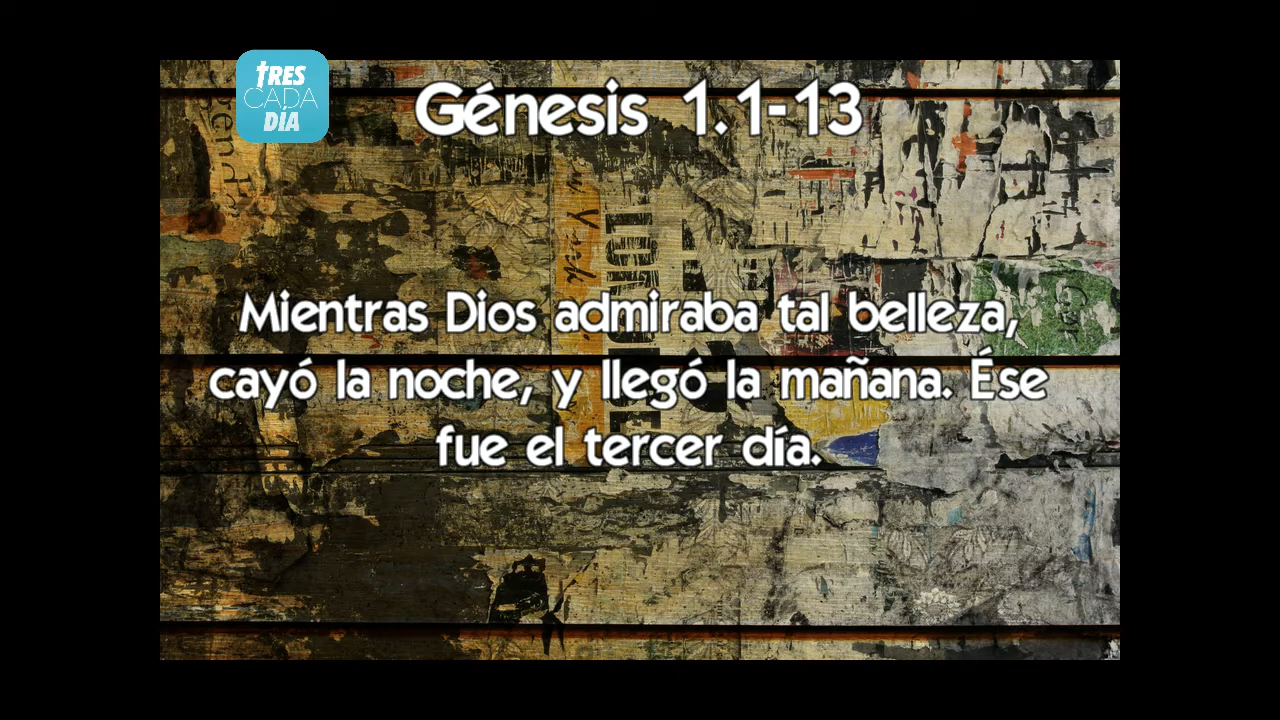 TRES
CADA
DÍA
Génesis 1.1-13
Mientras Dios admiraba tal belleza,
cayó la noche, y llegó la mañana. Ése
fue el tercer día.